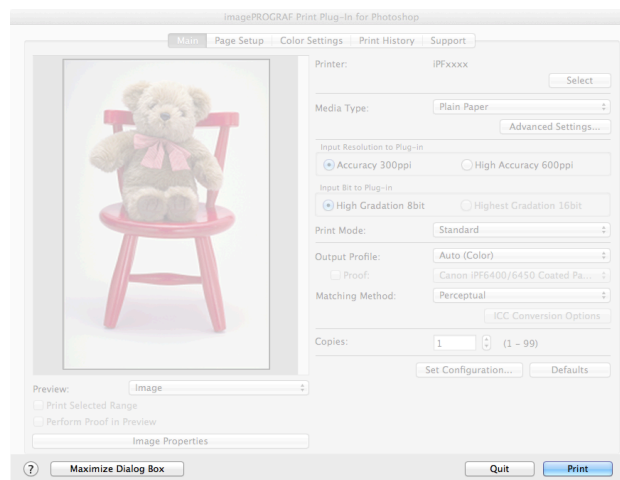 imagePROGRAF Print Plug-In for Photoshop
Main Page Setup Color Settings Print History Support
Printer: iPFxxxx
Select
Media Type: Plain Paper
Advanced Settings...
Input Resolution to Plug-in
Accuracy 300ppi High Accuracy 600ppi
Input Bit to Plug-in
High Gradation 8bit Highest Gradation 16bit
Print Mode: Standard
Output Profile: Auto (Color)
Proof: Canon iPF6400/6450 Coated Pa...
Matching Method: Perceptual
ICC Conversion Options
Copies: 1 (1 – 99)
Set Configuration... Defaults
Preview: Image
Print Selected Range
Perform Proof in Preview
Image Properties
? Maximize Dialog Box Quit Print